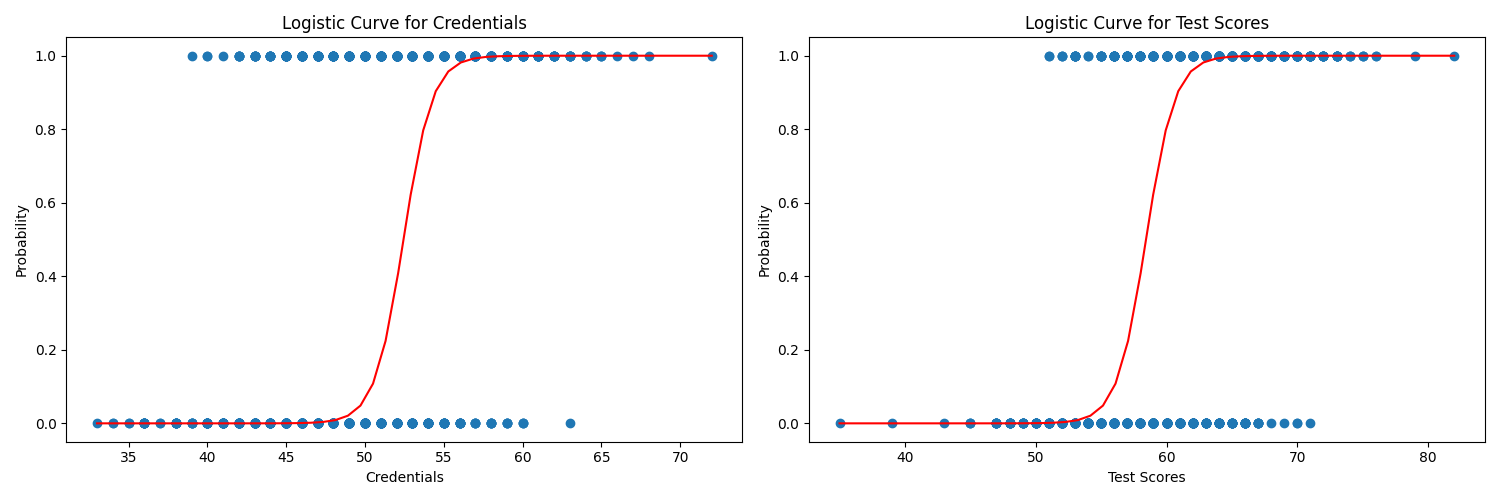 Logistic Curve for Credentials
1.0
0.8
0.6
0.4
0.2
0.0
Probability
35 40 45 50 55 60 65 70
Credentials
Logistic Curve for Test Scores
1.0
0.8
0.6
0.4
0.2
0.0
Probability
40 50 60 70 80
Test Scores